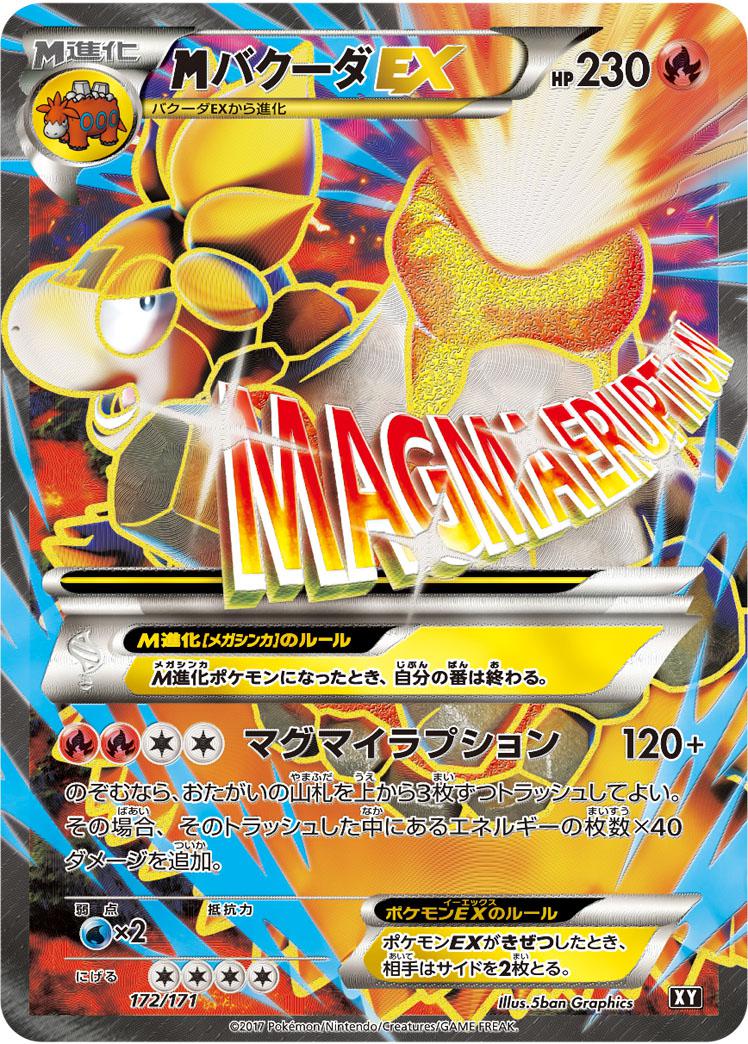 M進化
MバクーダEX
HP230
バクーダEXから進化
MAGMA ERUPTION
M進化[メガシンカ]のルール
M進化ポケモンになったとき、自分の番は終わる。
マグマイラプション 120+
のぞむなら、おたがいの山札を上から3枚ずつトラッシュしてよい。
その場合、そのトラッシュした中にあるエネルギーの枚数×40
ダメージを追加。
弱点 抵抗力
×2
にげる
ポケモンEXのルール
ポケモンEXがきぜつしたとき、
相手はサイドを2枚とる。
172/171
illus.5ban Graphics
XY
©2017 Pokémon/Nintendo/Creatures/GAME FREAK.